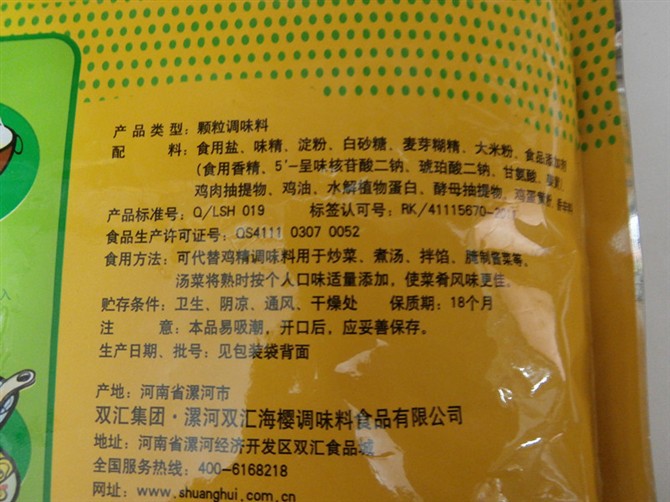 产品类型：颗粒调味料
配 料：食用盐、味精、淀粉、白砂糖、麦芽糊精、大米粉、食品添加剂
(食用香精、5'-呈味核苷酸二钠、琥珀酸二钠、甘氨酸、
鸡肉抽提物、鸡油、水解植物蛋白、酵母抽提物、鸡蛋
产品标准号：Q/LSH 019 标签认可号：RK/41115670-
食品生产许可证号：QS4111 0307 0052
食用方法：可代替鸡精调味料用于炒菜、煮汤、拌馅、腌制酱菜等。
汤菜将熟时按个人口味适量添加，使菜肴风味更佳。
贮存条件：卫生、阴凉、通风、干燥处 保质期：18个月
注 意：本品易吸潮，开口后，应妥善保存。
生产日期、批号：见包装袋背面
产地：河南省漯河市
双汇集团·漯河双汇海樱调味料食品有限公司
地址：河南省漯河经济开发区双汇食品城
全国服务热线：400-6168218
网址：www.shuanghui.com.cn